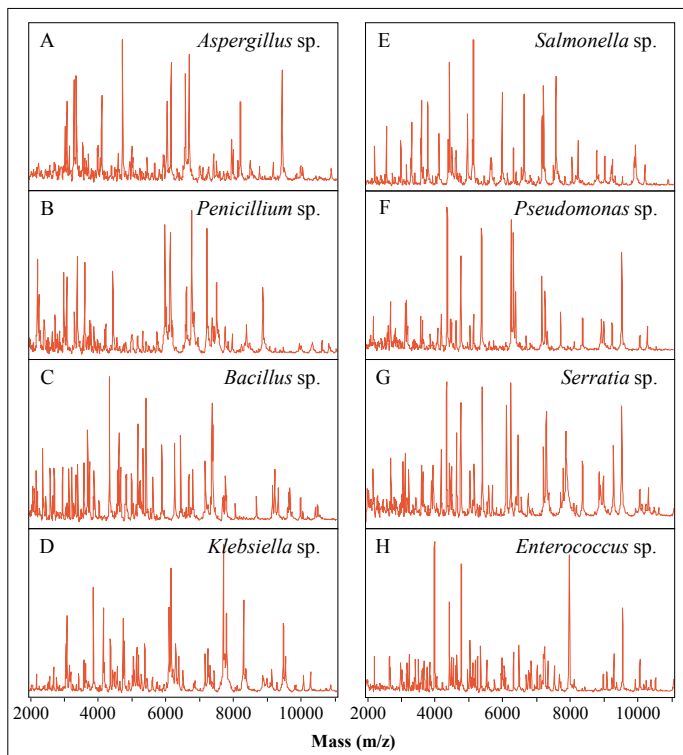 A Aspergillus sp.
B Penicillium sp.
C Bacillus sp.
D Klebsiella sp.
2000 4000 6000 8000 10000
E Salmonella sp.
F Pseudomonas sp.
G Serratia sp.
H Enterococcus sp.
2000 4000 6000 8000 10000
Mass (m/z)